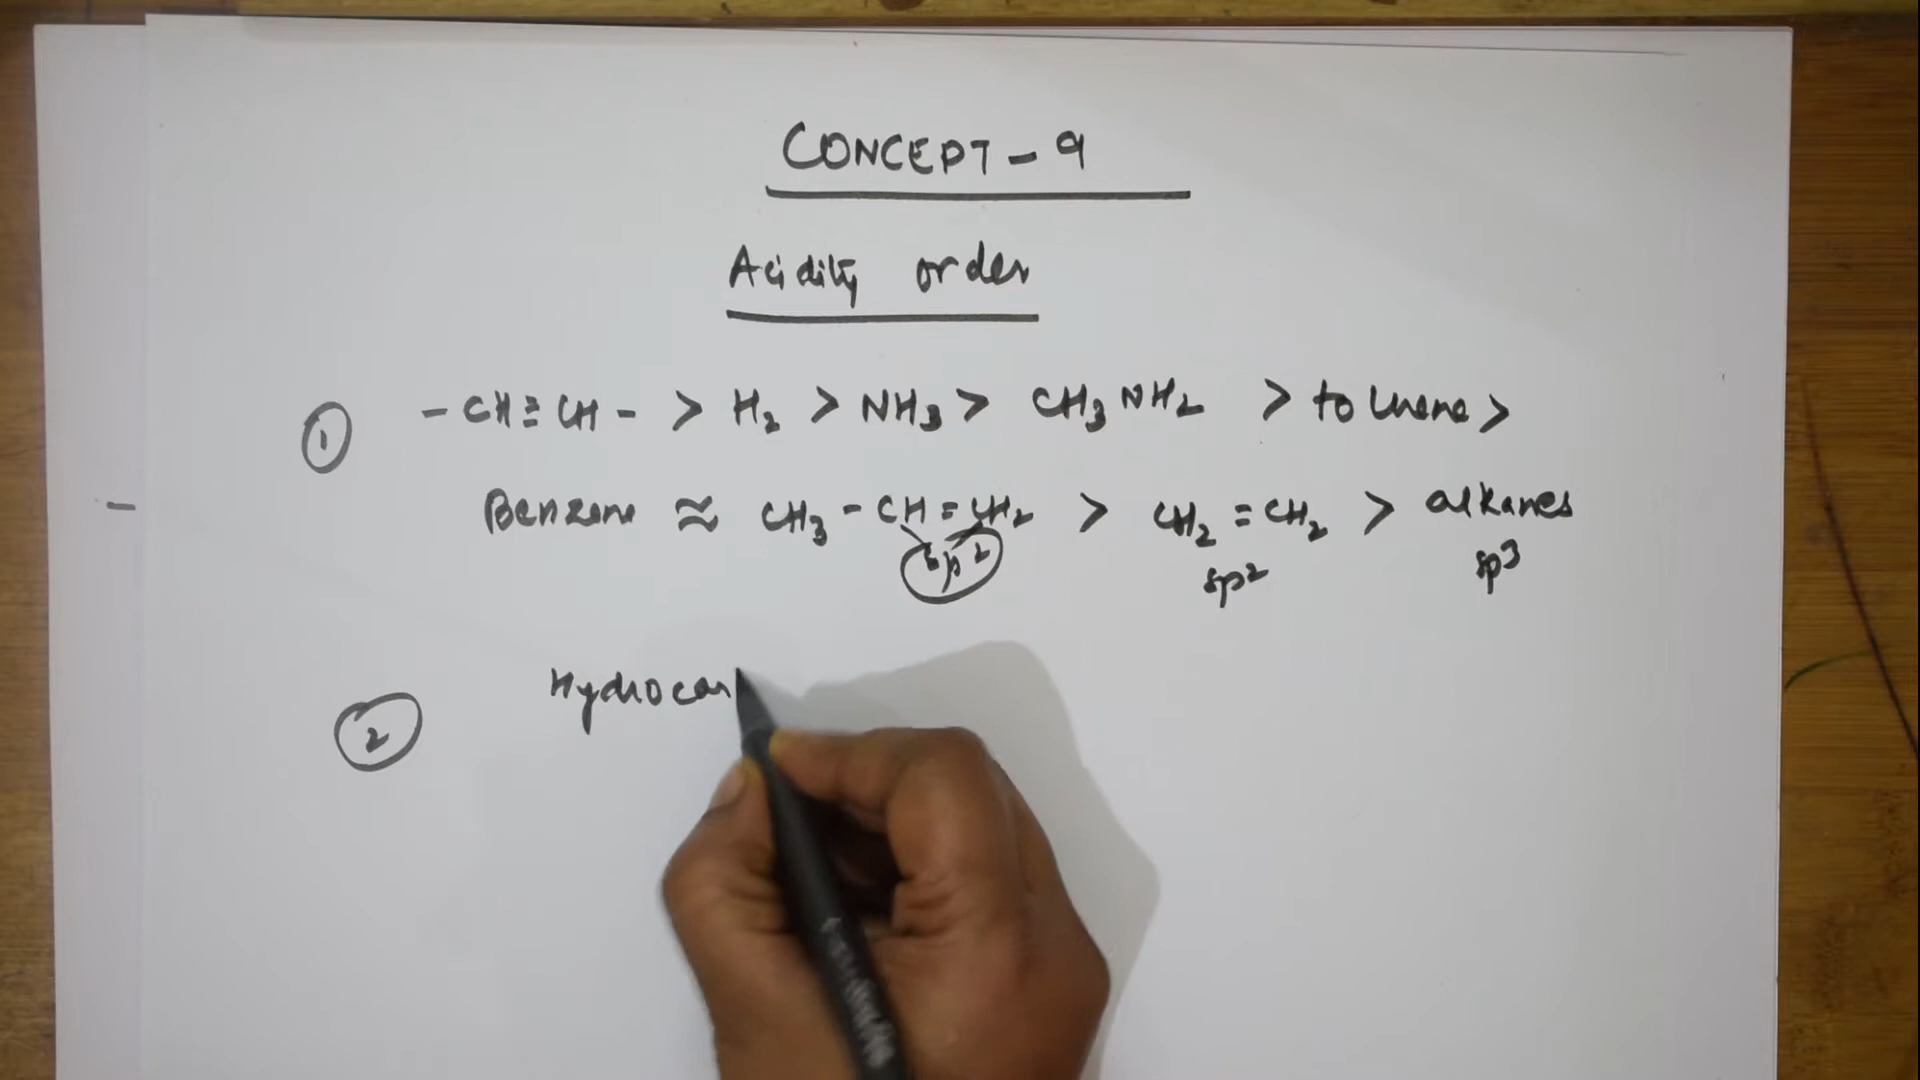 CONCEPT - 9
Acidity order
① - CH≡CH - > H₂ > NH₃ > CH₃NH₂ > toluene >
Benzene ≈ CH₃ - CH = CH₂ > CH₂ = CH₂ > alkanes
sp² sp² sp³
② Hydrocar